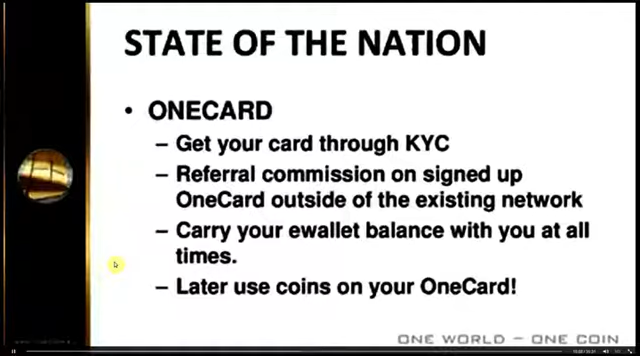 STATE OF THE NATION
• ONECARD
– Get your card through KYC
– Referral commission on signed up
OneCard outside of the existing network
– Carry your ewallet balance with you at all
times.
– Later use coins on your OneCard!
ONE WORLD - ONE COIN